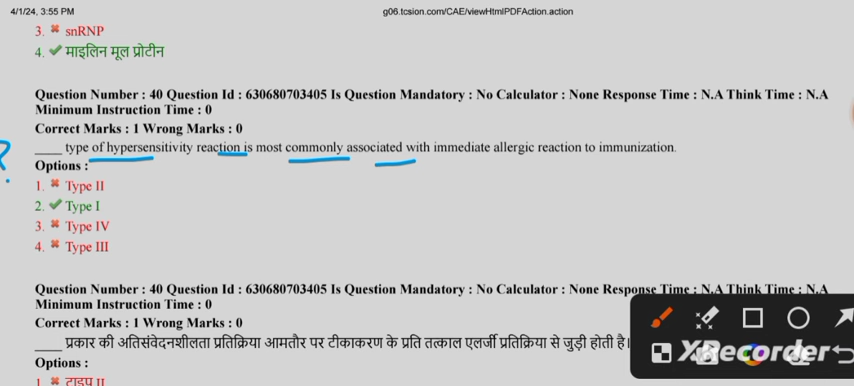 4/1/24, 3:55 PM g06.tcsion.com/CAE/viewHtmlPDFAction.action
3. snRNP
4. माइलिन मूल प्रोटीन
Question Number : 40 Question Id : 630680703405 Is Question Mandatory : No Calculator : None Response Time : N.A Think Time : N.A
Minimum Instruction Time : 0
Correct Marks : 1 Wrong Marks : 0
____ type of hypersensitivity reaction is most commonly associated with immediate allergic reaction to immunization.
Options :
1. Type II
2. Type I
3. Type IV
4. Type III
Question Number : 40 Question Id : 630680703405 Is Question Mandatory : No Calculator : None Response Time : N.A Think Time : N.A
Minimum Instruction Time : 0
Correct Marks : 1 Wrong Marks : 0
____ प्रकार की अतिसंवेदनशीलता प्रतिक्रिया आमतौर पर टीकाकरण के प्रति तत्काल एलर्जी प्रतिक्रिया से जुड़ी होती है।
Options :
XRecorder
1. टाइप II